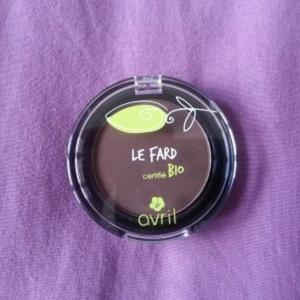 LE FARD
certifié BIO
avril